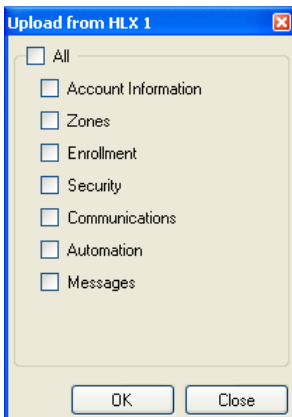 Upload from HLX 1
All
Account Information
Zones
Enrollment
Security
Communications
Automation
Messages
OK Close